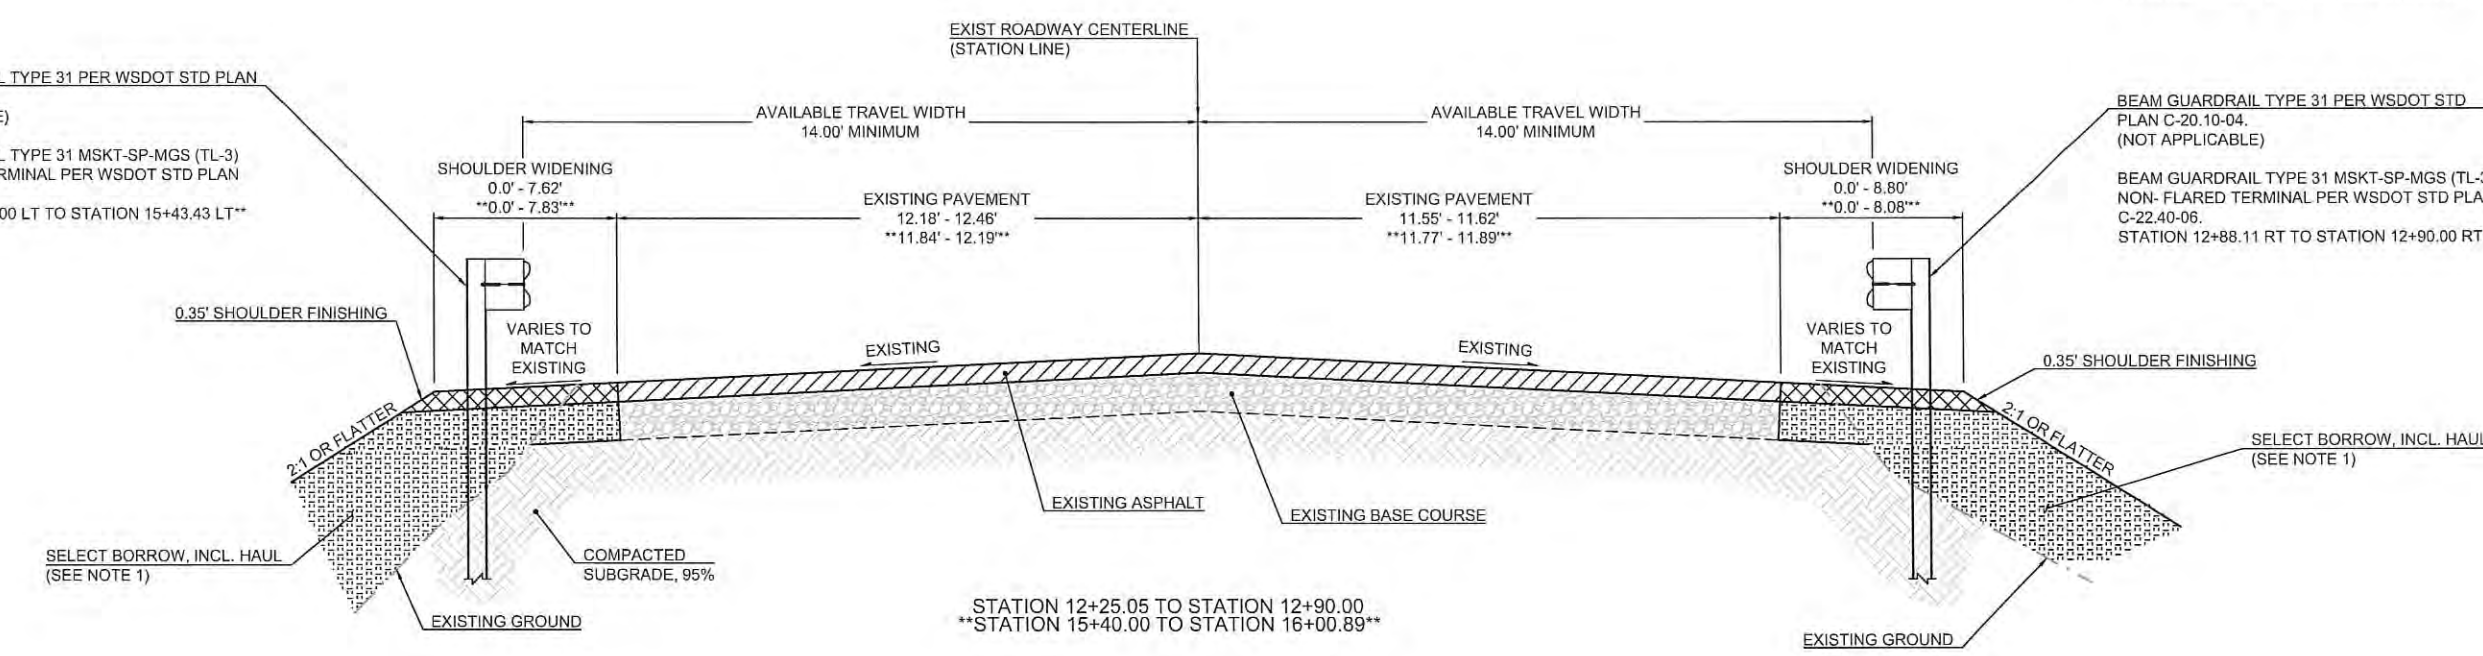 EXIST ROADWAY CENTERLINE
(STATION LINE)
TYPE 31 PER WSDOT STD PLAN
TYPE 31 MSKT-SP-MGS (TL-3)
PER WSDOT STD PLAN
00 LT TO STATION 15+43.43 LT**
AVAILABLE TRAVEL WIDTH
14.00' MINIMUM
AVAILABLE TRAVEL WIDTH
14.00' MINIMUM
BEAM GUARDRAIL TYPE 31 PER WSDOT STD
PLAN C-20.10-04.
(NOT APPLICABLE)
BEAM GUARDRAIL TYPE 31 MSKT-SP-MGS (TL-3
NON- FLARED TERMINAL PER WSDOT STD PLA
C-22.40-06.
STATION 12+88.11 RT TO STATION 12+90.00 RT
SHOULDER WIDENING
0.0' - 7.62'
**0.0' - 7.83'**
EXISTING PAVEMENT
12.18' - 12.46'
**11.84' - 12.19'**
EXISTING PAVEMENT
11.55' - 11.62'
**11.77' - 11.89'**
SHOULDER WIDENING
0.0' - 8.80'
**0.0' - 8.08'**
0.35' SHOULDER FINISHING
VARIES TO
MATCH
EXISTING
EXISTING
EXISTING
VARIES TO
MATCH
EXISTING
0.35' SHOULDER FINISHING
2:1 OR FLATTER
2:1 OR FLATTER
SELECT BORROW, INCL. HAUL
(SEE NOTE 1)
EXISTING ASPHALT
EXISTING BASE COURSE
SELECT BORROW, INCL. HAUL
(SEE NOTE 1)
COMPACTED
SUBGRADE, 95%
EXISTING GROUND
EXISTING GROUND
STATION 12+25.05 TO STATION 12+90.00
**STATION 15+40.00 TO STATION 16+00.89**